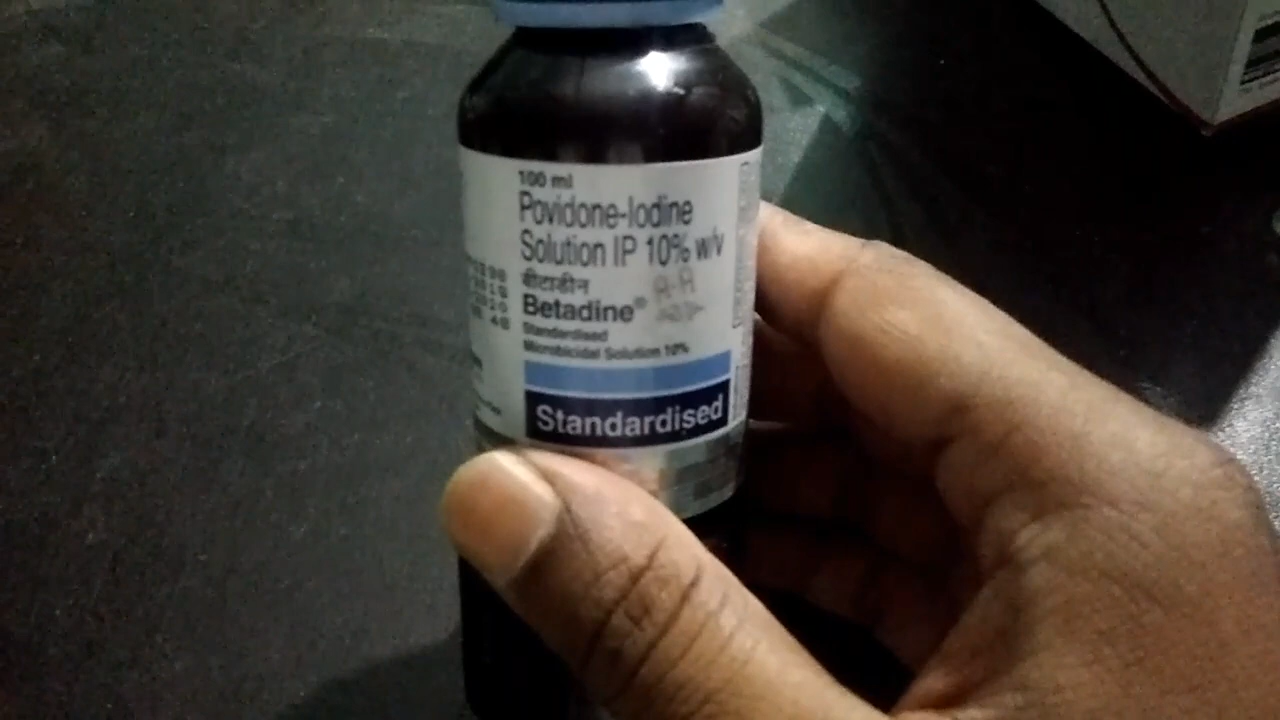 100 ml
Povidone-Iodine
Solution IP 10% w/v
बीटाडीन
Betadine®
Standardised
Microbicidal Solution 10%
Standardised